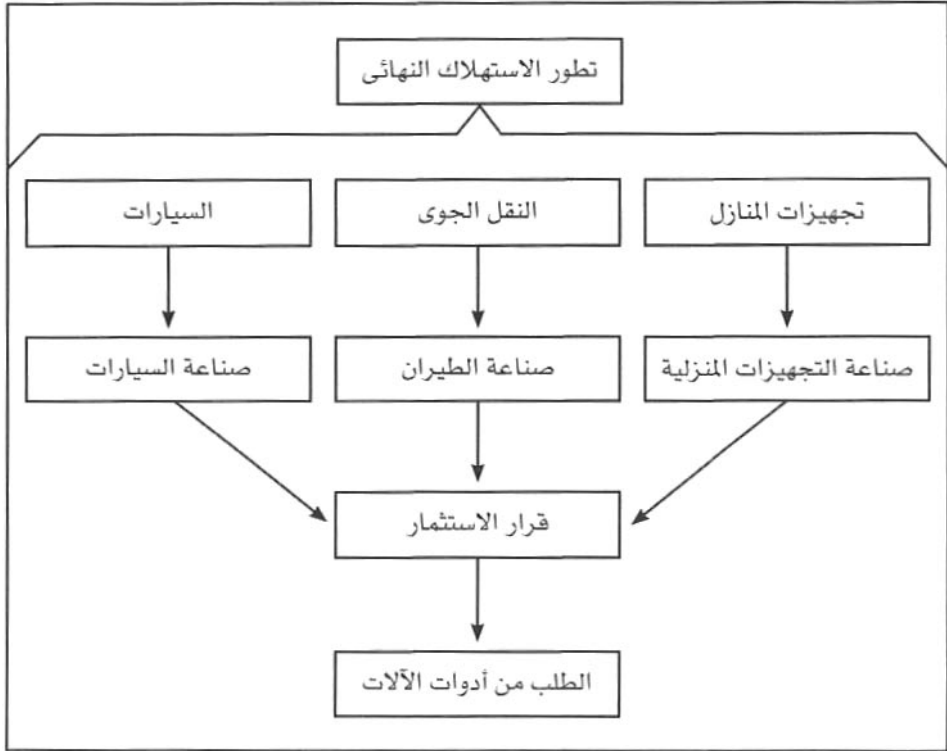 تطور الاستهلاك النهائى
تجهيزات المنازل
النقل الجوى
السيارات
صناعة التجهيزات المنزلية
صناعة الطيران
صناعة السيارات
قرار الاستثمار
الطلب من أدوات الآلات